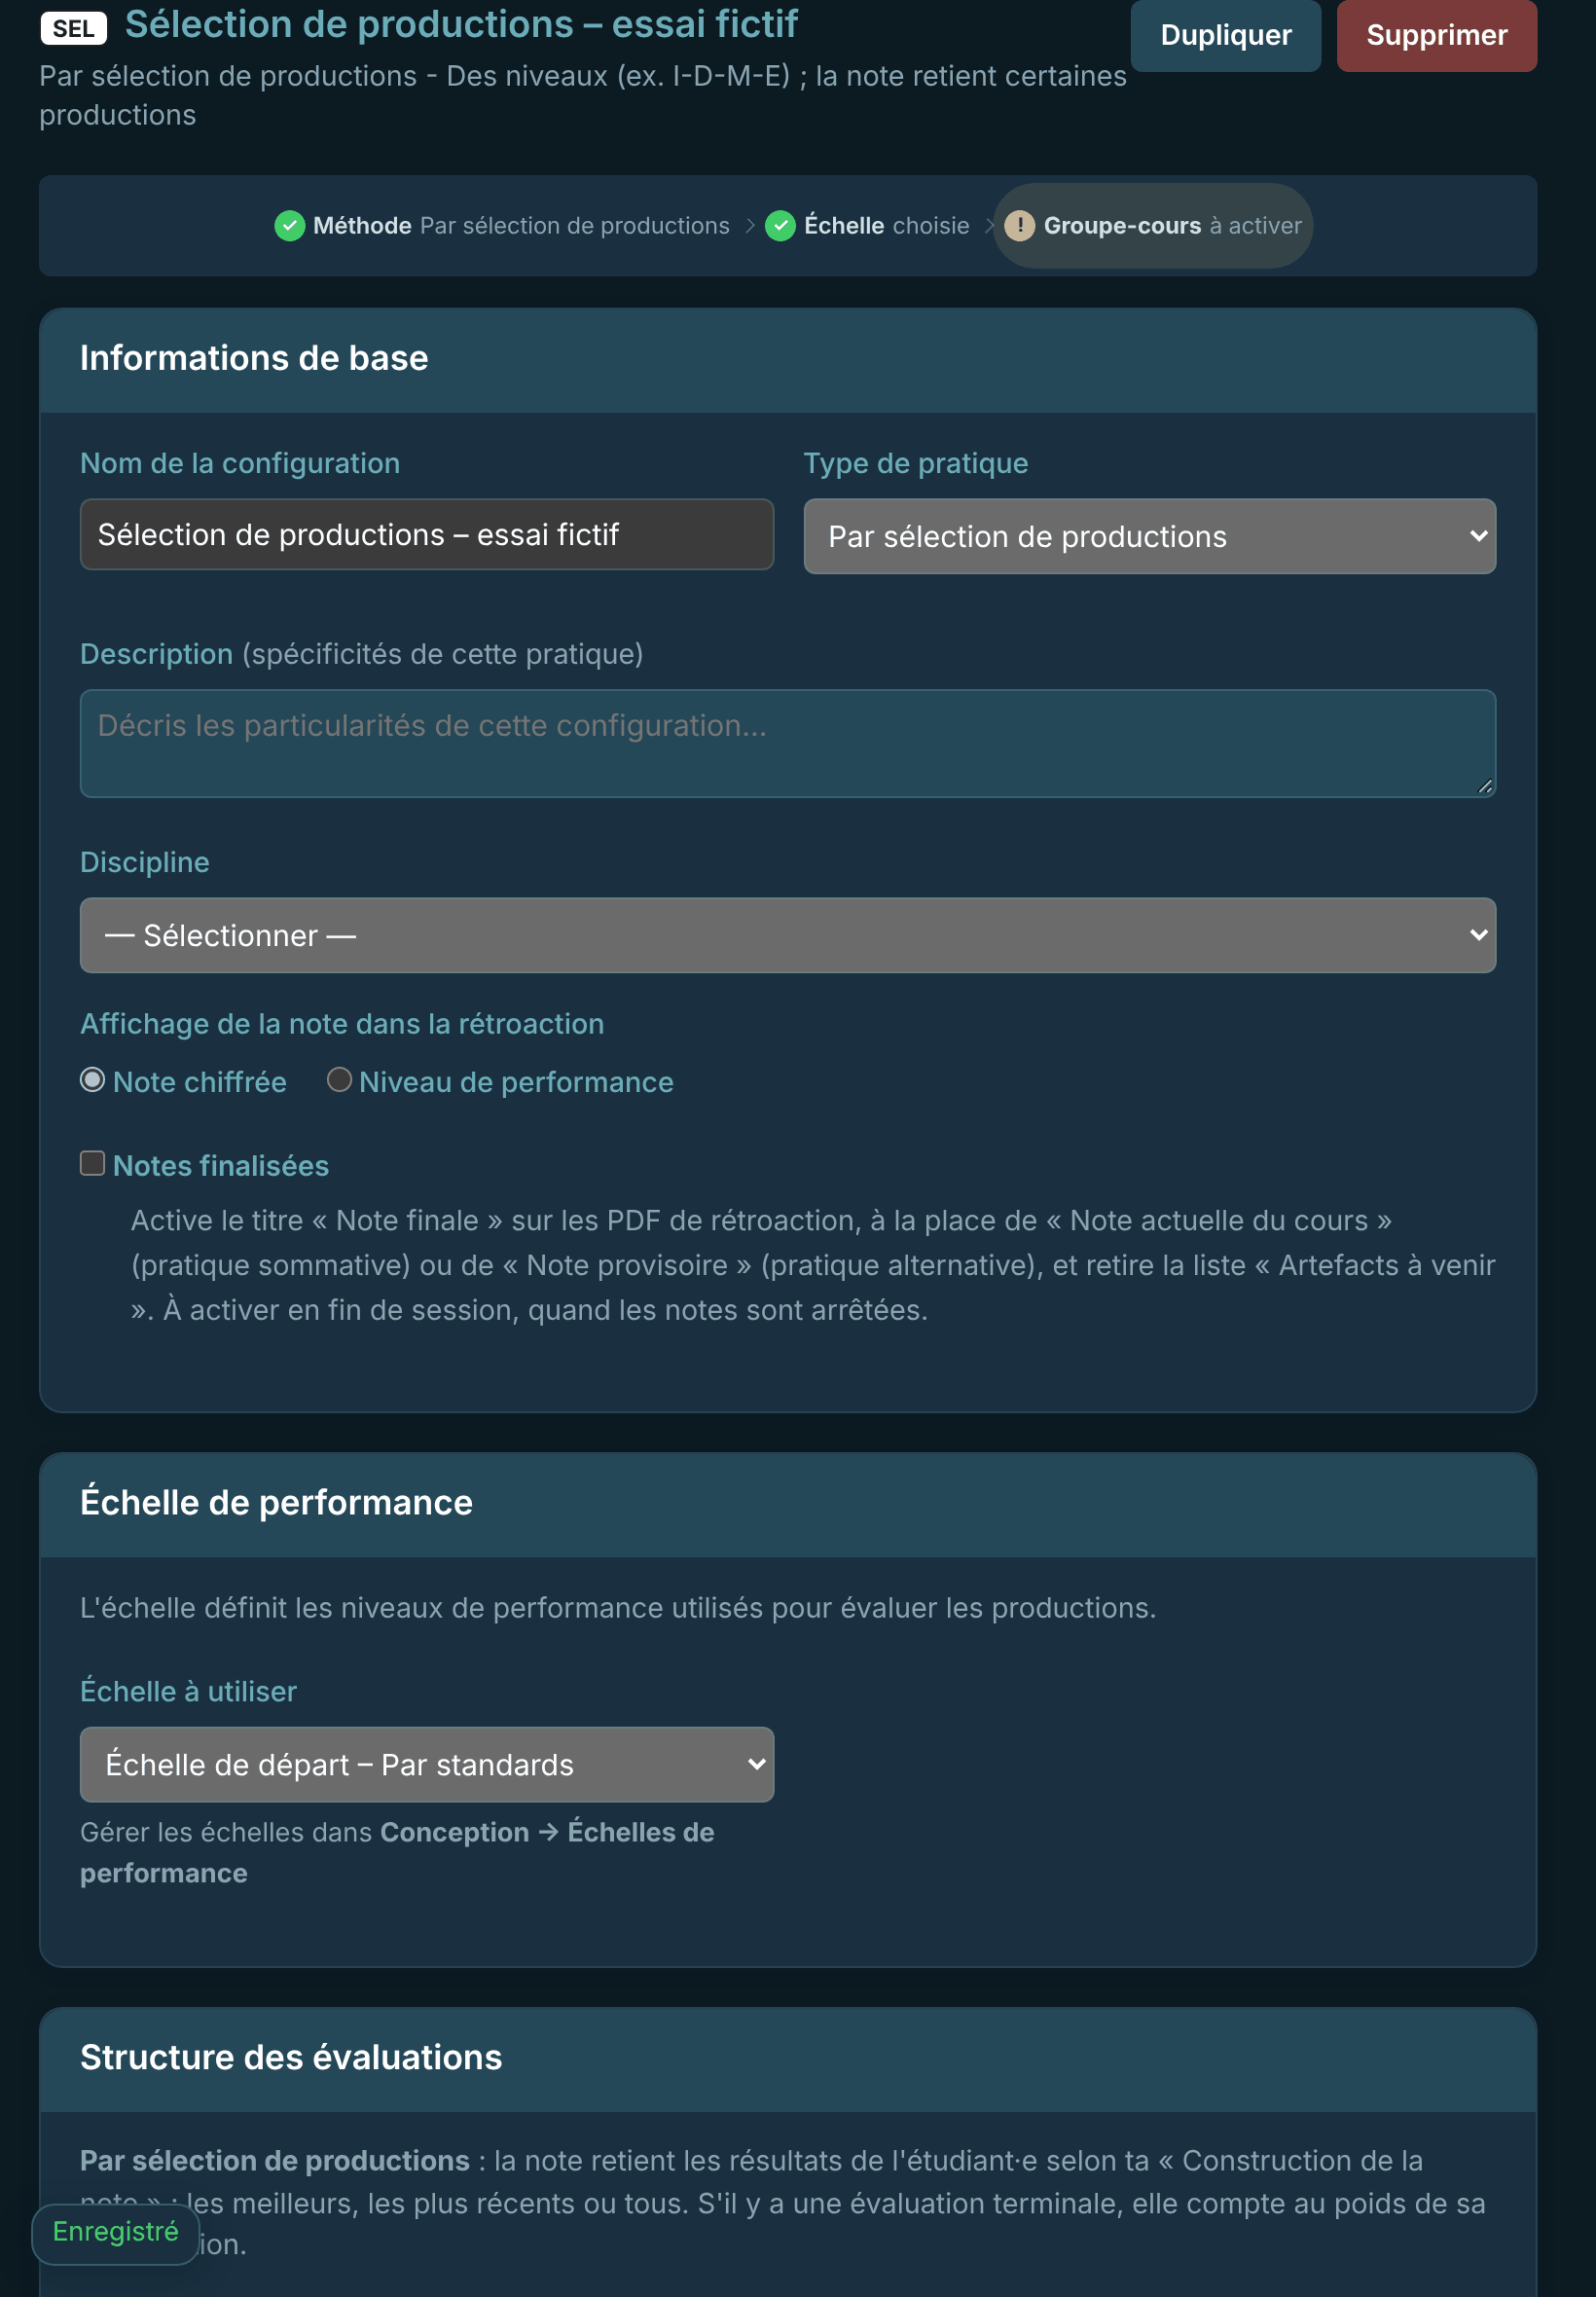 SEL Sélection de productions – essai fictif
Dupliquer
Supprimer
Par sélection de productions - Des niveaux (ex. I-D-M-E) ; la note retient certaines
productions
Méthode Par sélection de productions
Échelle choisie
! Groupe-cours à activer
Informations de base
Nom de la configuration
Type de pratique
Sélection de productions – essai fictif
Par sélection de productions
Description (spécificités de cette pratique)
Décris les particularités de cette configuration...
Discipline
— Sélectionner —
Affichage de la note dans la rétroaction
Note chiffrée
Niveau de performance
Notes finalisées
Active le titre « Note finale » sur les PDF de rétroaction, à la place de « Note actuelle du cours »
(pratique sommative) ou de « Note provisoire » (pratique alternative), et retire la liste « Artefacts à venir
». À activer en fin de session, quand les notes sont arrêtées.
Échelle de performance
L'échelle définit les niveaux de performance utilisés pour évaluer les productions.
Échelle à utiliser
Échelle de départ – Par standards
Gérer les échelles dans Conception → Échelles de
performance
Structure des évaluations
Par sélection de productions : la note retient les résultats de l'étudiant·e selon ta « Construction de la
note » : les meilleurs, les plus récents ou tous. S'il y a une évaluation terminale, elle compte au poids de sa
ion.
Enregistré